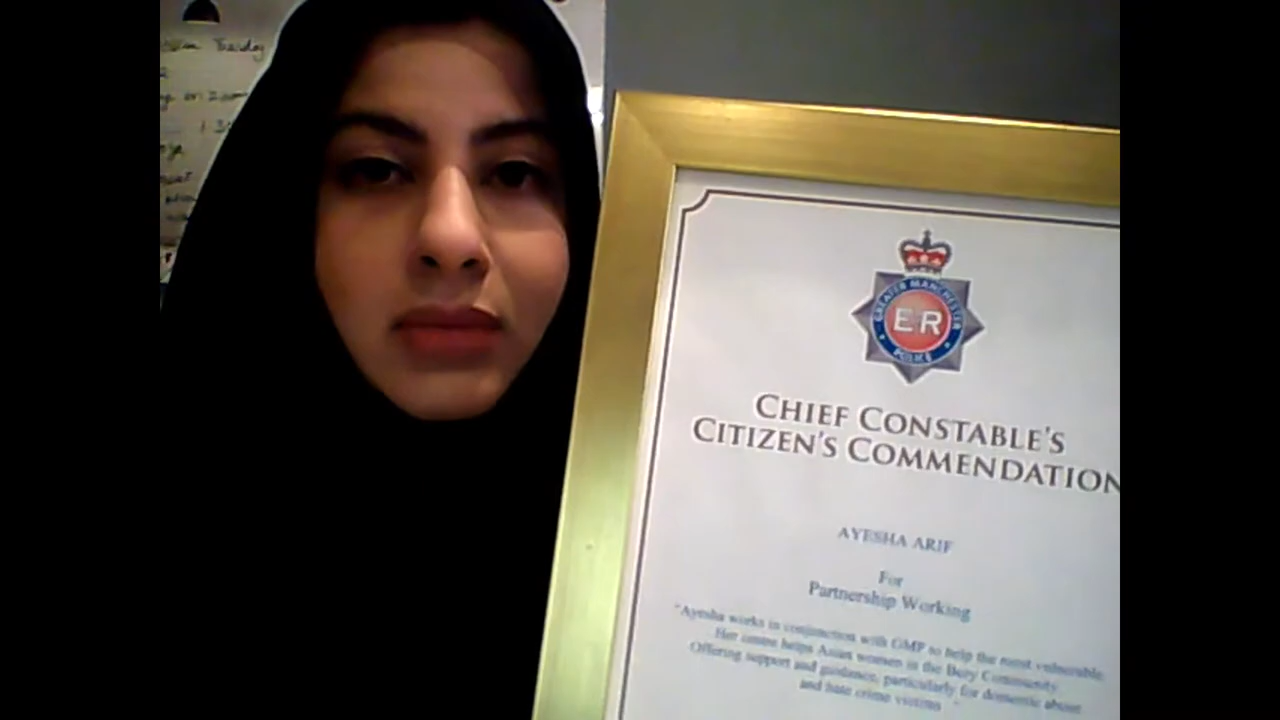 Tuesday
GREATER MANCHESTER
ER
POLICE
CHIEF CONSTABLE'S
CITIZEN'S COMMENDATION
AYESHA ARIF
For
Partnership Working
"Ayesha works in conjunction with GMP to help the most vulnerable.
Her centre helps Asian women in the Bury Community.
Offering support and guidance, particularly for domestic abuse
and hate crime victims"